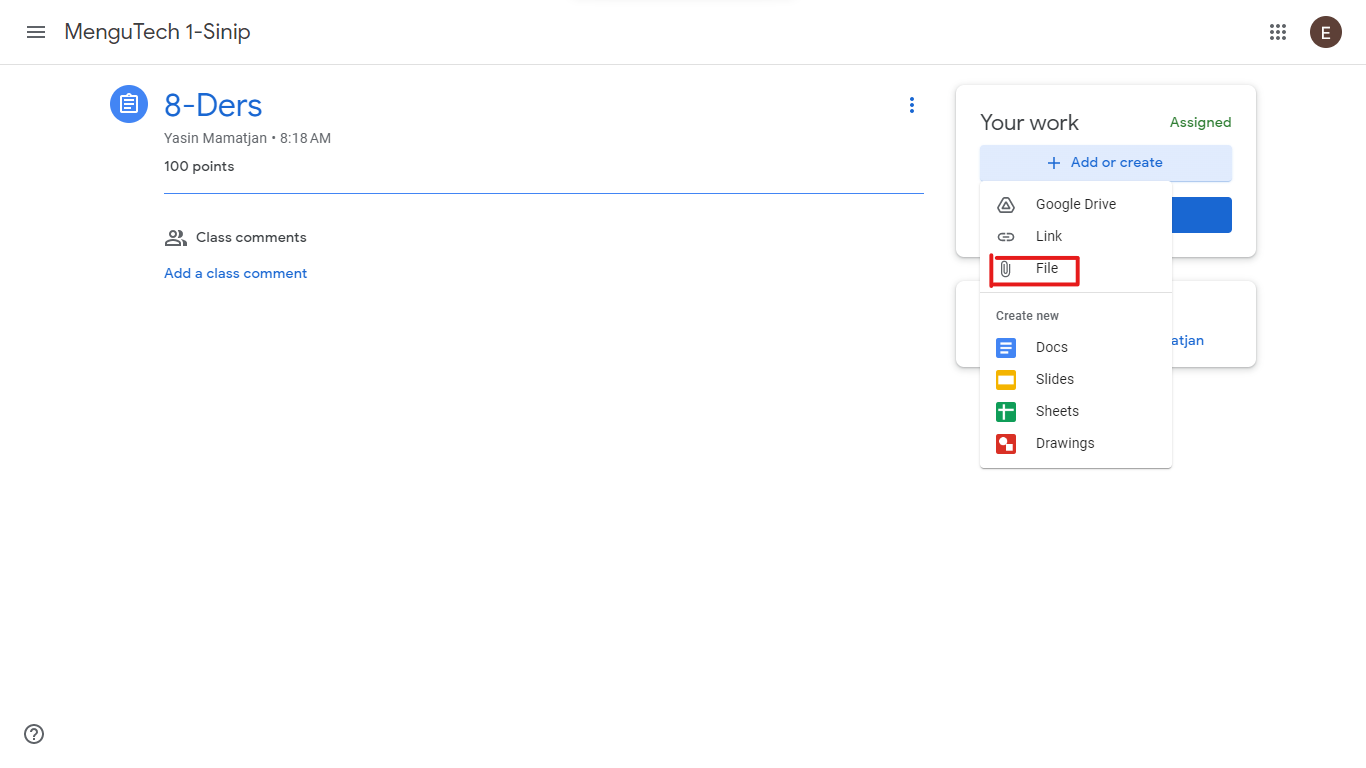 MenguTech 1-Sinip
E
8-Ders
Yasin Mamatjan • 8:18 AM
100 points
Class comments
Add a class comment
Your work
Assigned
Add or create
Google Drive
Link
File
Create new
Docs
Slides
Sheets
Drawings
atjan